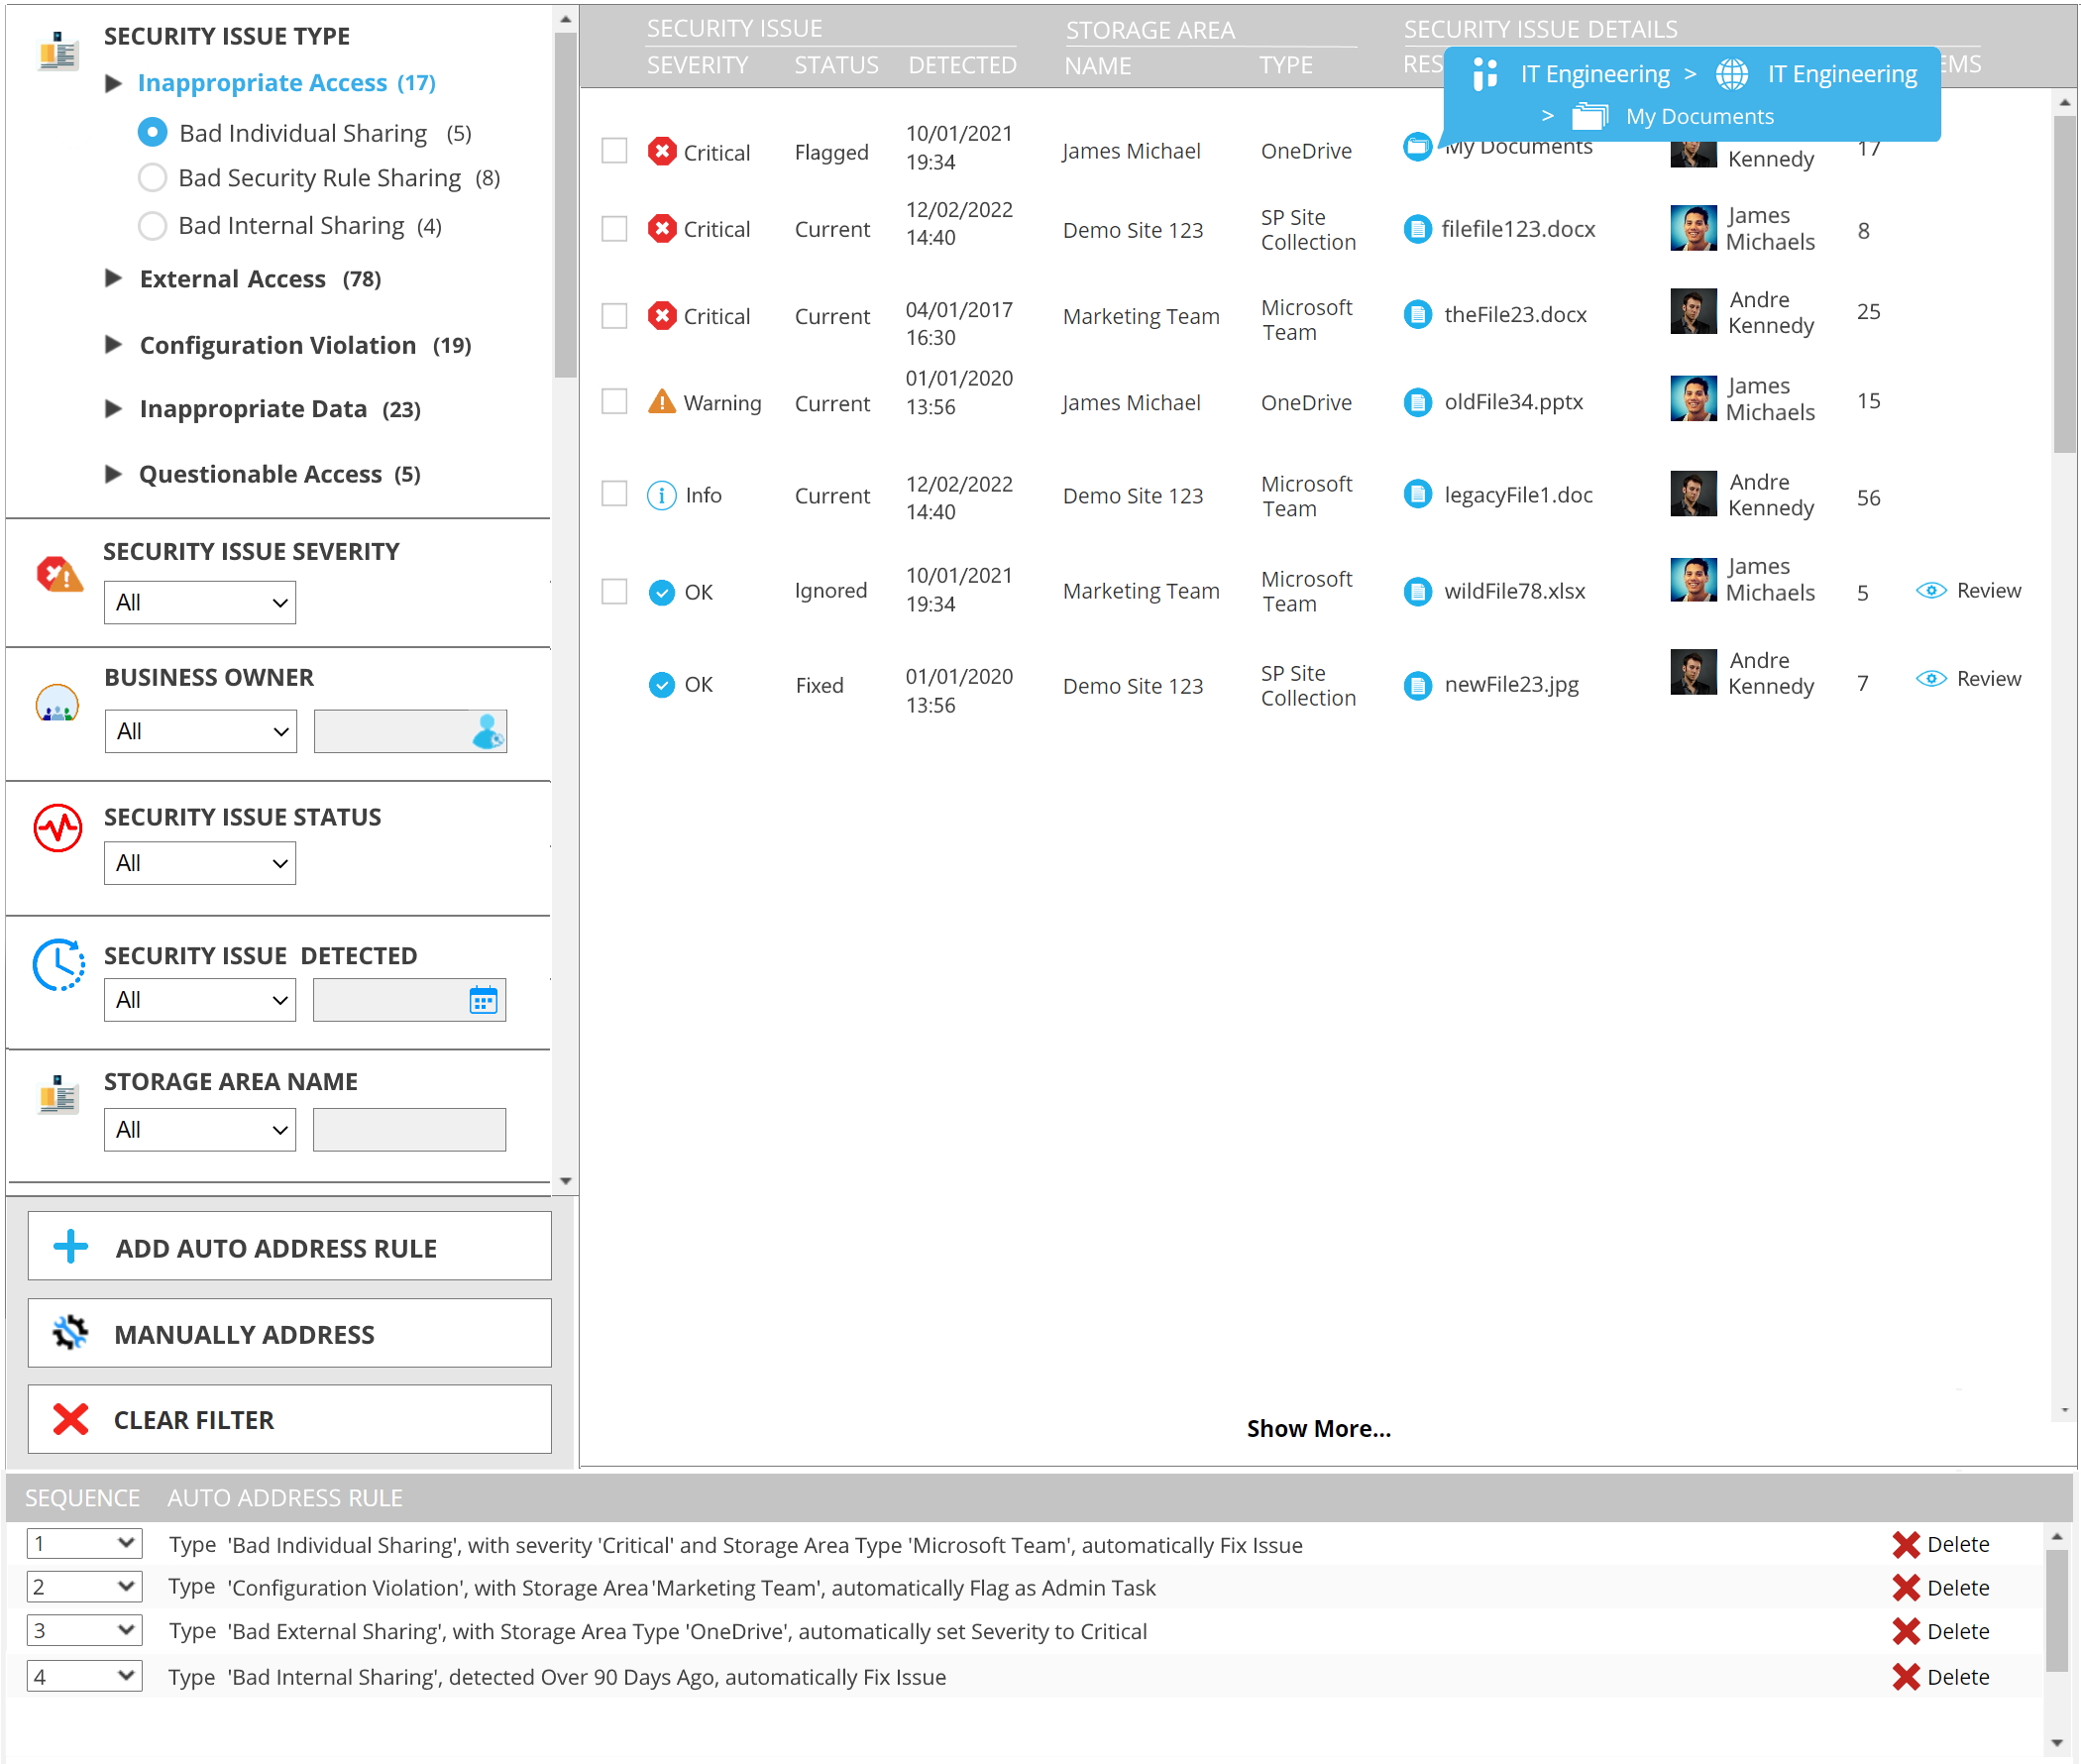 SECURITY ISSUE TYPE
Inappropriate Access (17)
Bad Individual Sharing (5)
Bad Security Rule Sharing (8)
Bad Internal Sharing (4)
External Access (78)
Configuration Violation (19)
Inappropriate Data (23)
Questionable Access (5)
SECURITY ISSUE SEVERITY
All
BUSINESS OWNER
All
SECURITY ISSUE STATUS
All
SECURITY ISSUE DETECTED
All
STORAGE AREA NAME
All
ADD AUTO ADDRESS RULE
MANUALLY ADDRESS
CLEAR FILTER
SECURITY ISSUE STORAGE AREA SECURITY ISSUE DETAILS
SEVERITY STATUS DETECTED NAME TYPE RES EMS
IT Engineering > IT Engineering
> My Documents
Critical Flagged 10/01/2021 19:34 James Michael OneDrive My Documents Kennedy 17
Critical Current 12/02/2022 14:40 Demo Site 123 SP Site Collection filefile123.docx James Michaels 8
Critical Current 04/01/2017 16:30 Marketing Team Microsoft Team theFile23.docx Andre Kennedy 25
Warning Current 01/01/2020 13:56 James Michael OneDrive oldFile34.pptx James Michaels 15
Info Current 12/02/2022 14:40 Demo Site 123 Microsoft Team legacyFile1.doc Andre Kennedy 56
OK Ignored 10/01/2021 19:34 Marketing Team Microsoft Team wildFile78.xlsx James Michaels 5 Review
OK Fixed 01/01/2020 13:56 Demo Site 123 SP Site Collection newFile23.jpg Andre Kennedy 7 Review
Show More...
SEQUENCE AUTO ADDRESS RULE
1 Type 'Bad Individual Sharing', with severity 'Critical' and Storage Area Type 'Microsoft Team', automatically Fix Issue Delete
2 Type 'Configuration Violation', with Storage Area 'Marketing Team', automatically Flag as Admin Task Delete
3 Type 'Bad External Sharing', with Storage Area Type 'OneDrive', automatically set Severity to Critical Delete
4 Type 'Bad Internal Sharing', detected Over 90 Days Ago, automatically Fix Issue Delete